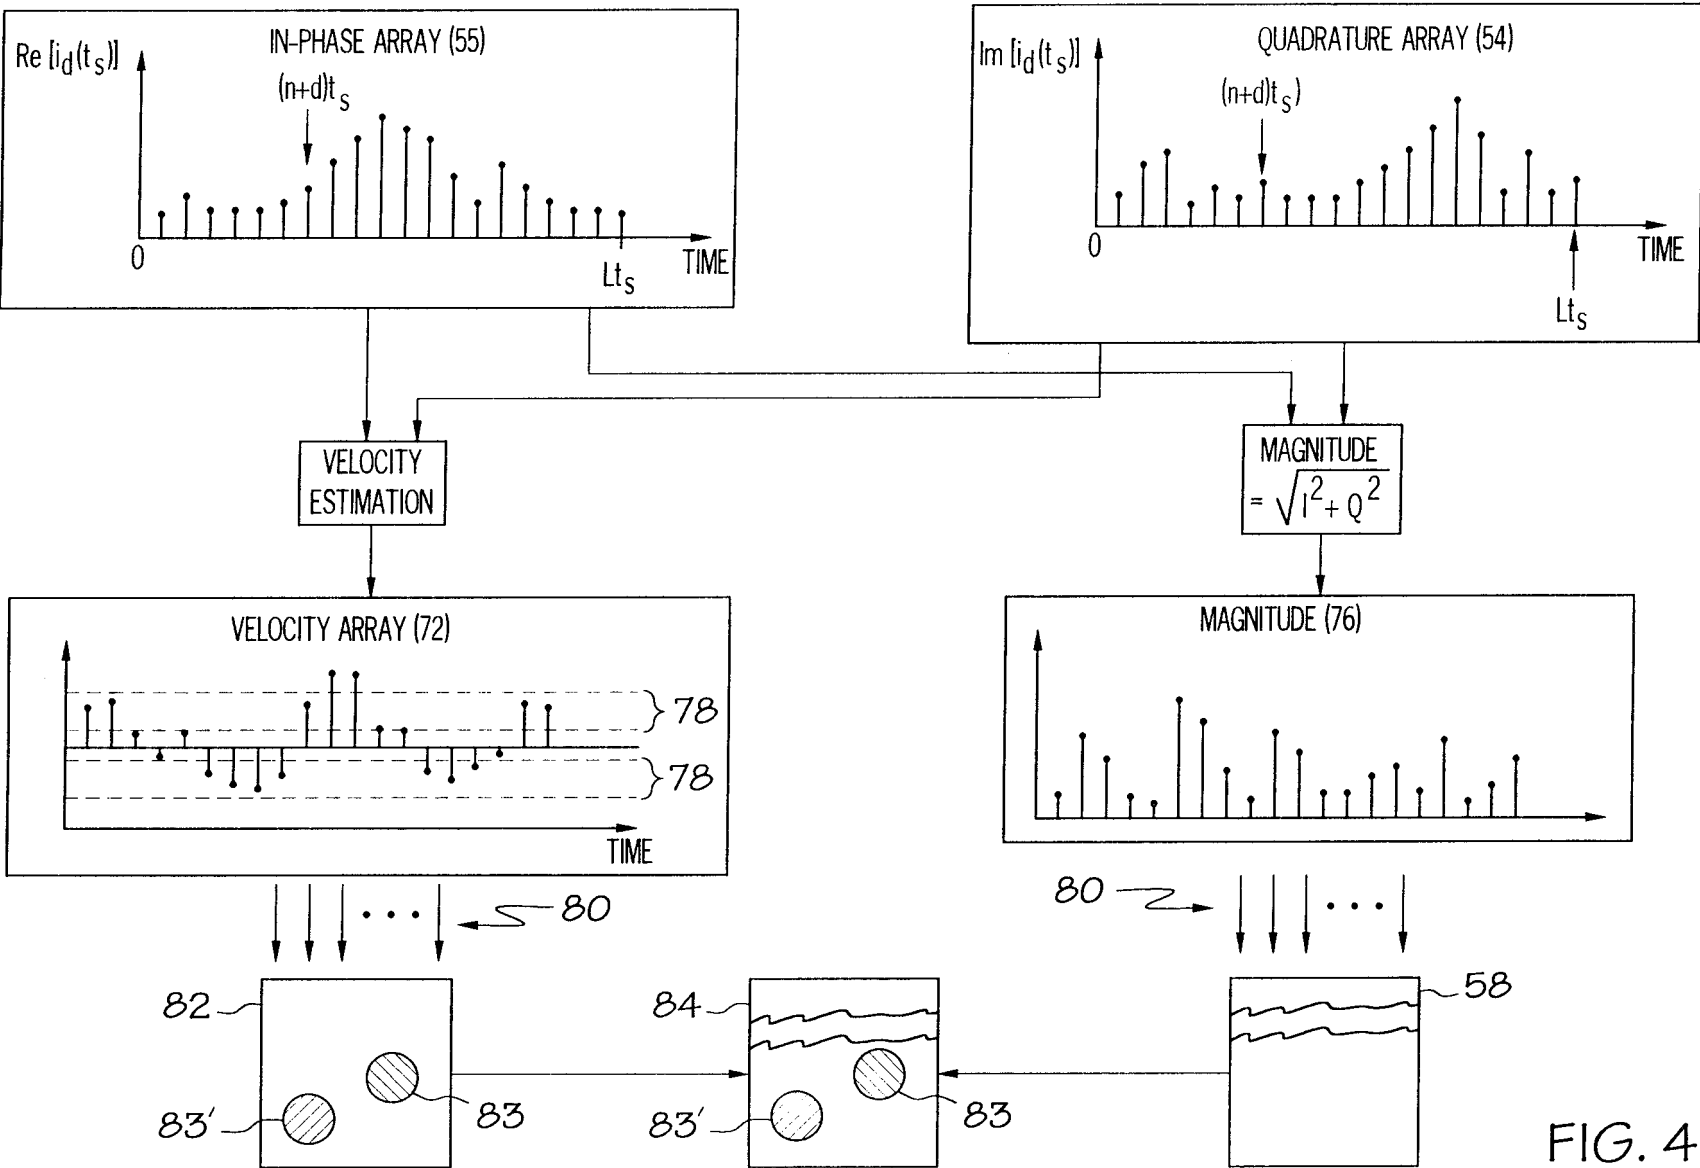 IN-PHASE ARRAY (55)
Re [i_d(t_s)]
(n+d)t_s
0
TIME
Lt_s
QUADRATURE ARRAY (54)
Im [i_d(t_s)]
(n+d)t_s)
0
TIME
Lt_s
VELOCITY
ESTIMATION
MAGNITUDE
= √I²+Q²
VELOCITY ARRAY (72)
78
78
TIME
MAGNITUDE (76)
80
80
82
83
83′
84
83
83′
58
FIG. 4